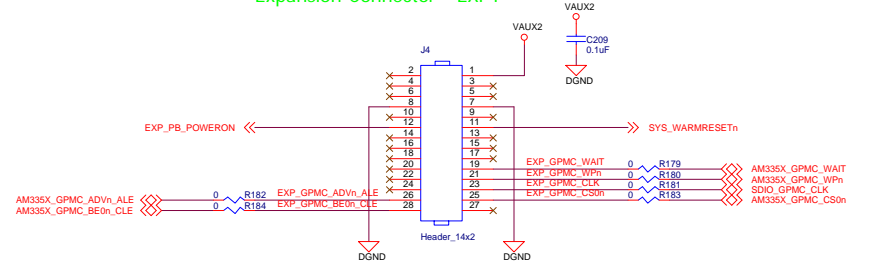 VAUX2
VAUX2
C209
0.1uF
DGND
J4
2 1
4 3
6 5
8 7
10 9
12 11
14 13
16 15
18 17
20 19
22 21
24 23
26 25
28 27
EXP_PB_POWERON
SYS_WARMRESETn
EXP_GPMC_WAIT 0 R179 AM335X_GPMC_WAIT
EXP_GPMC_WPn 0 R180 AM335X_GPMC_WPn
EXP_GPMC_CLK 0 R181 SDIO_GPMC_CLK
EXP_GPMC_CS0n 0 R183 AM335X_GPMC_CS0n
AM335X_GPMC_ADVn_ALE 0 R182 EXP_GPMC_ADVn_ALE
AM335X_GPMC_BE0n_CLE 0 R184 EXP_GPMC_BE0n_CLE
Header_14x2
DGND DGND